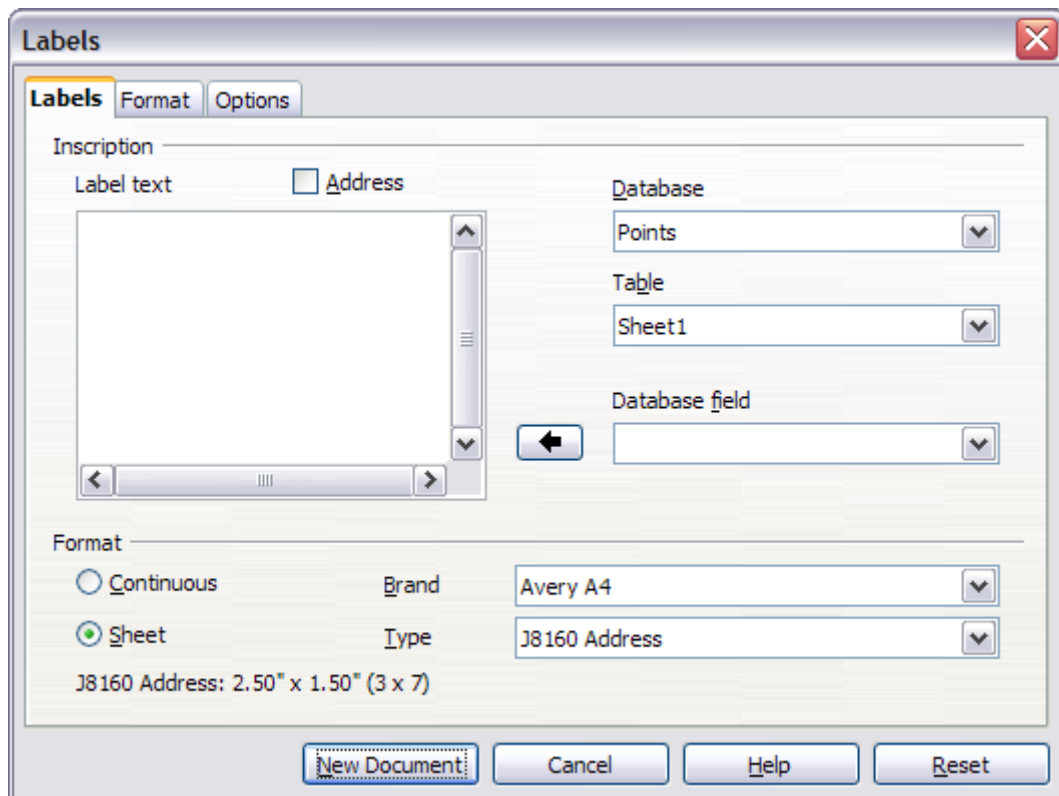 Labels
Labels Format Options
Inscription
Label text Address
Database
Points
Table
Sheet1
Database field
Format
Continuous Brand Avery A4
Sheet Type J8160 Address
J8160 Address: 2.50" x 1.50" (3 x 7)
New Document Cancel Help Reset